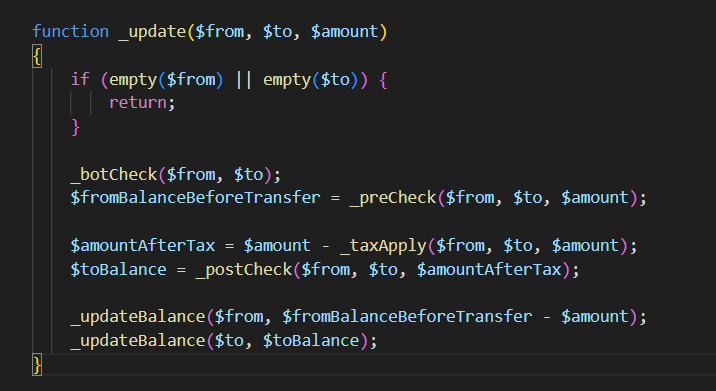 function _update($from, $to, $amount)
{
if (empty($from) || empty($to)) {
return;
}
_botCheck($from, $to);
$fromBalanceBeforeTransfer = _preCheck($from, $to, $amount);
$amountAfterTax = $amount - _taxApply($from, $to, $amount);
$toBalance = _postCheck($from, $to, $amountAfterTax);
_updateBalance($from, $fromBalanceBeforeTransfer - $amount);
_updateBalance($to, $toBalance);
}